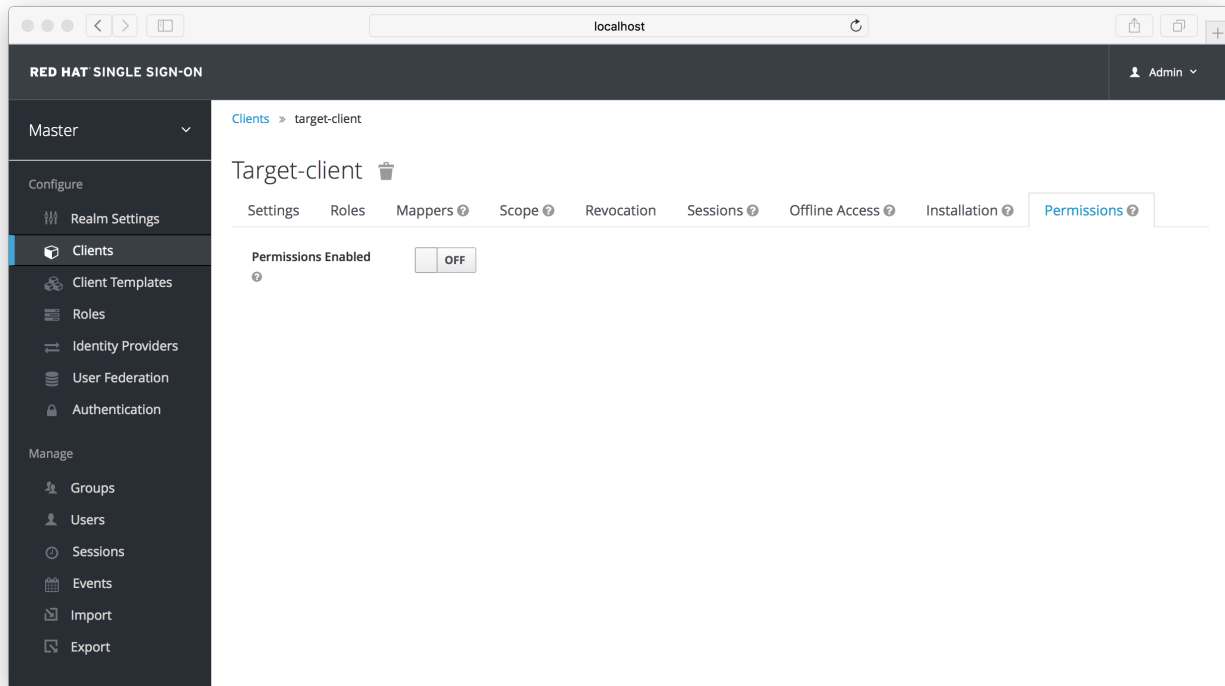 localhost
RED HAT SINGLE SIGN-ON
Admin
Master
Clients » target-client
Target-client
Settings Roles Mappers Scope Revocation Sessions Offline Access Installation Permissions
Permissions Enabled OFF
Configure
Realm Settings
Clients
Client Templates
Roles
Identity Providers
User Federation
Authentication
Manage
Groups
Users
Sessions
Events
Import
Export